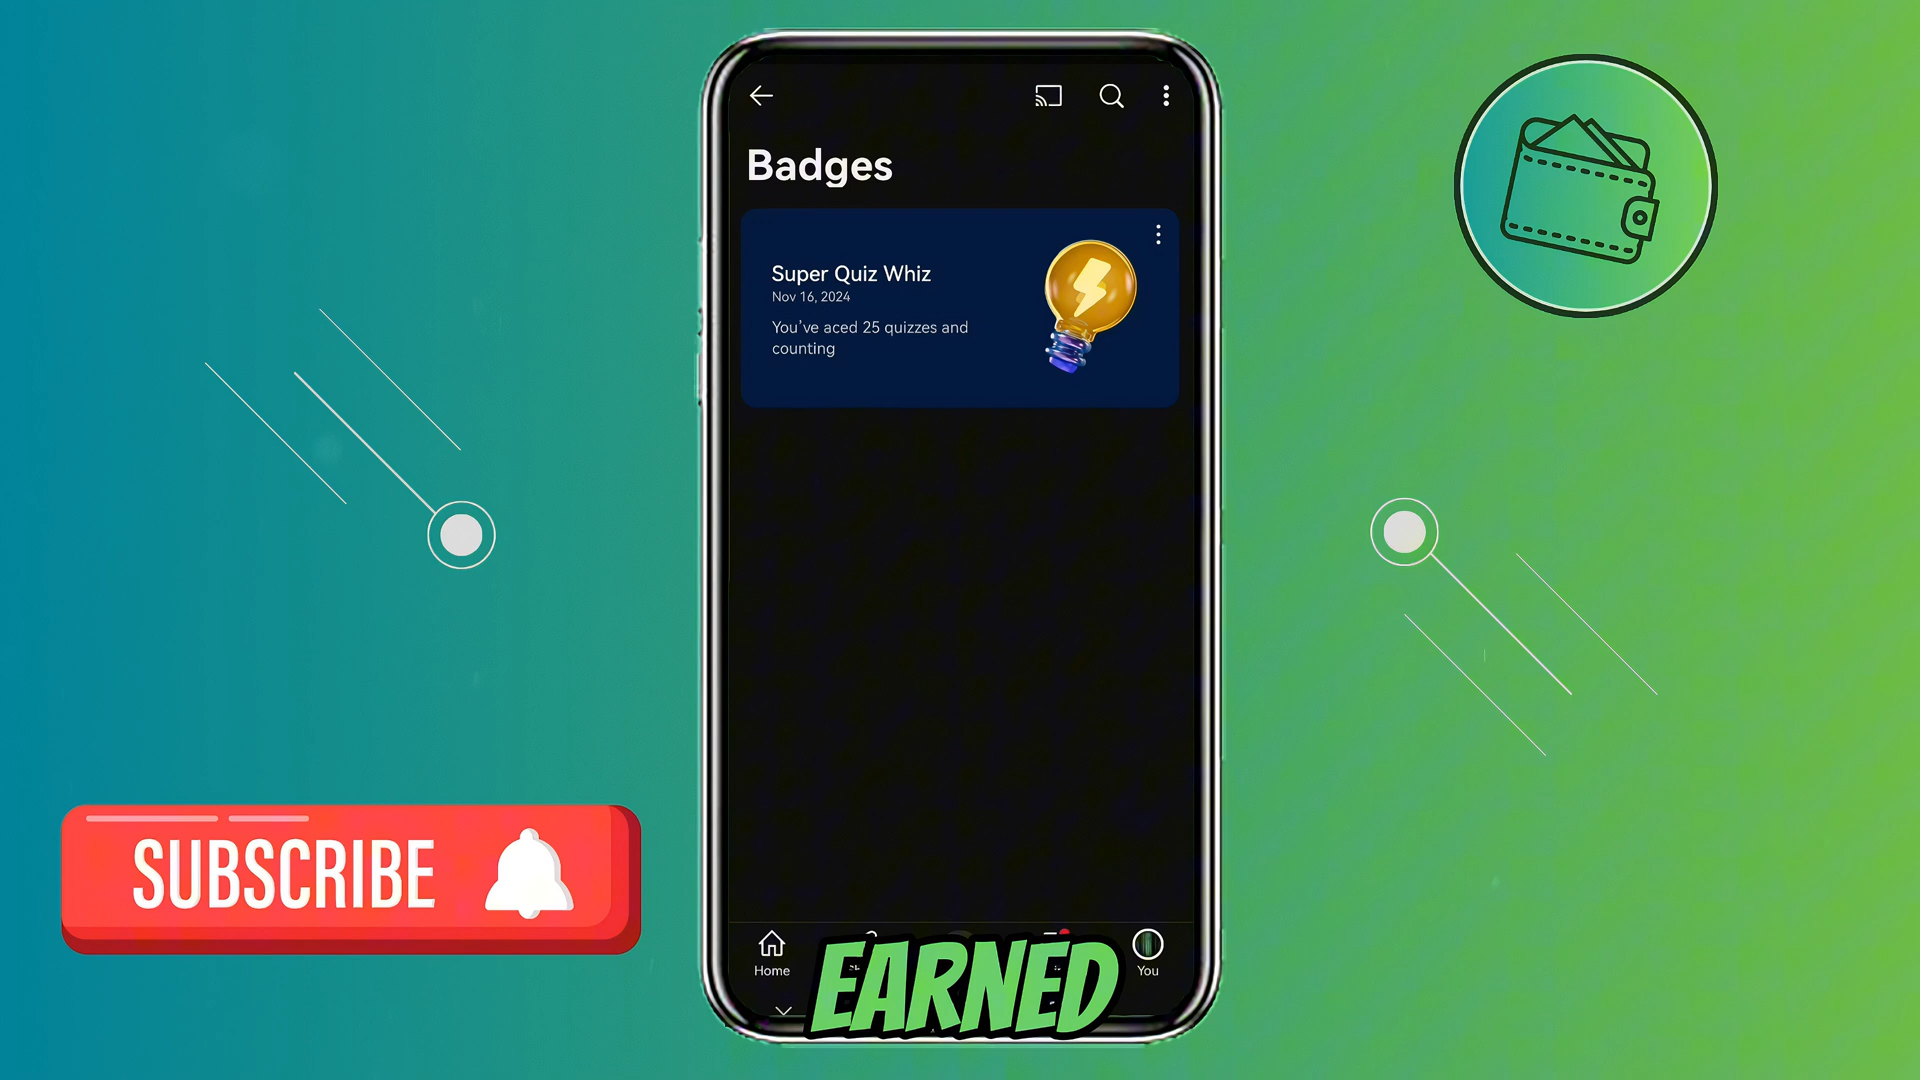 Badges
Super Quiz Whiz
Nov 16, 2024
You've aced 25 quizzes and
counting
SUBSCRIBE
Home
You
EARNED